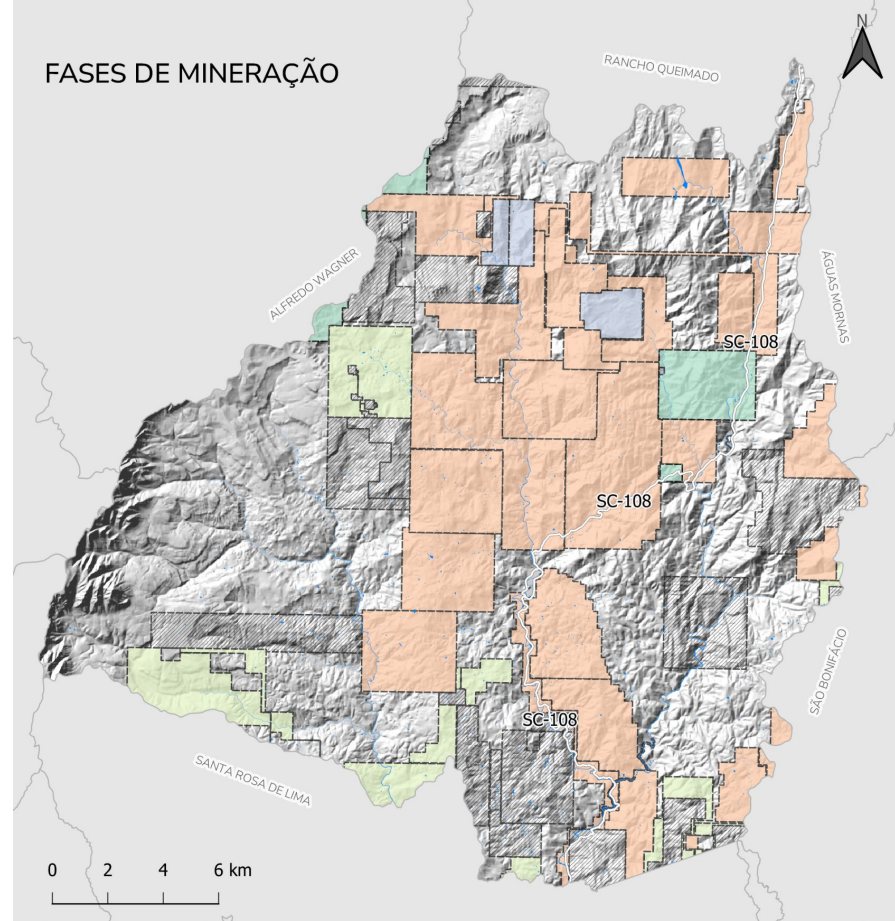 N
FASES DE MINERAÇÃO
RANCHO QUEIMADO
ALFREDO WAGNER
ÁGUAS MORNAS
SC-108
SC-108
SÃO BONIFÁCIO
SC-108
SANTA ROSA DE LIMA
0 2 4 6 km